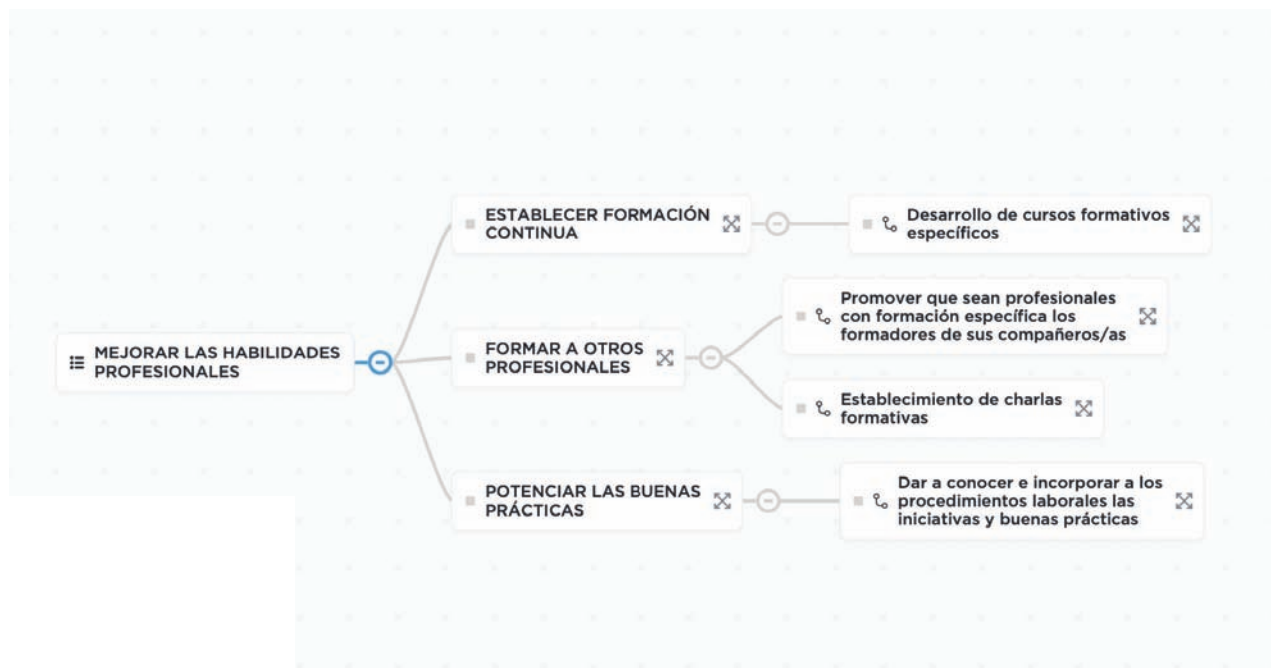 MEJORAR LAS HABILIDADES
PROFESIONALES
ESTABLECER FORMACIÓN
CONTINUA
Desarrollo de cursos formativos
específicos
FORMAR A OTROS
PROFESIONALES
Promover que sean profesionales
con formación específica los
formadores de sus compañeros/as
Establecimiento de charlas
formativas
POTENCIAR LAS BUENAS
PRÁCTICAS
Dar a conocer e incorporar a los
procedimientos laborales las
iniciativas y buenas prácticas